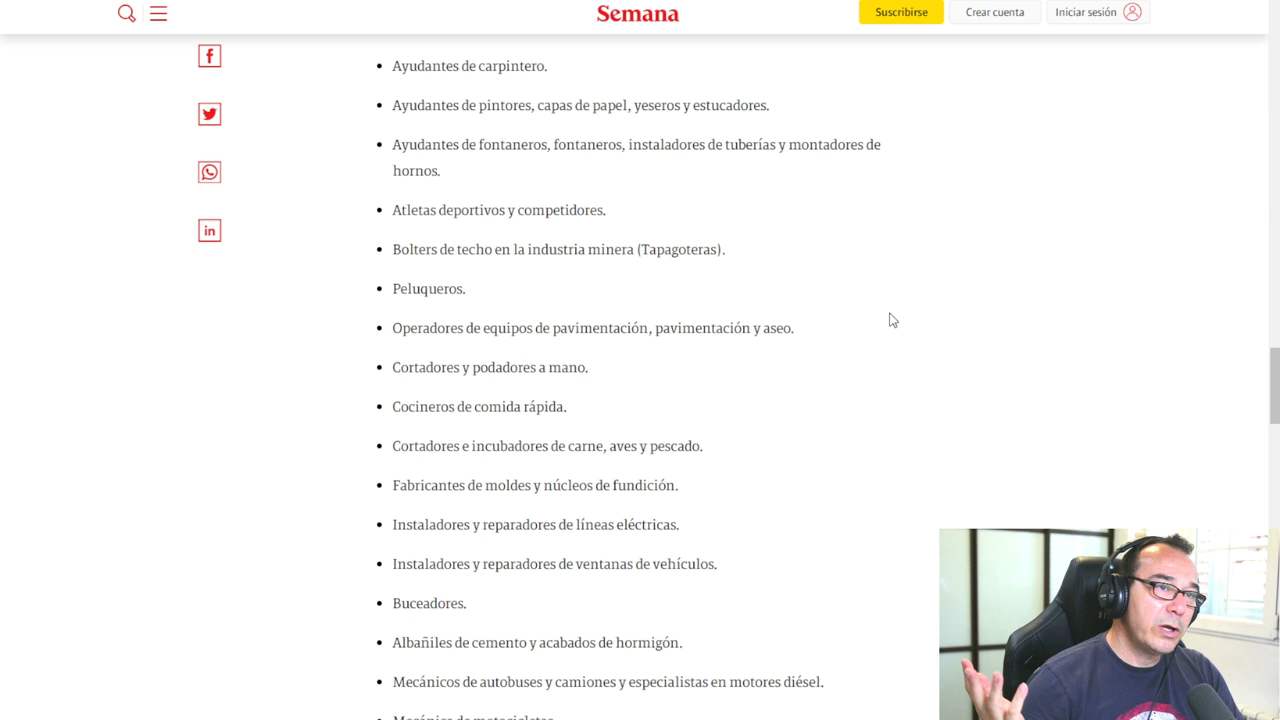 Semana
Suscribirse
Crear cuenta
Iniciar sesión
Ayudantes de carpintero.
Ayudantes de pintores, capas de papel, yeseros y estucadores.
Ayudantes de fontaneros, fontaneros, instaladores de tuberías y montadores de
hornos.
Atletas deportivos y competidores.
Bolters de techo en la industria minera (Tapagoteras).
Peluqueros.
Operadores de equipos de pavimentación, pavimentación y aseo.
Cortadores y podadores a mano.
Cocineros de comida rápida.
Cortadores e incubadores de carne, aves y pescado.
Fabricantes de moldes y núcleos de fundición.
Instaladores y reparadores de líneas eléctricas.
Instaladores y reparadores de ventanas de vehículos.
Buceadores.
Albañiles de cemento y acabados de hormigón.
Mecánicos de autobuses y camiones y especialistas en motores diésel.
Mecánica de motocicletas